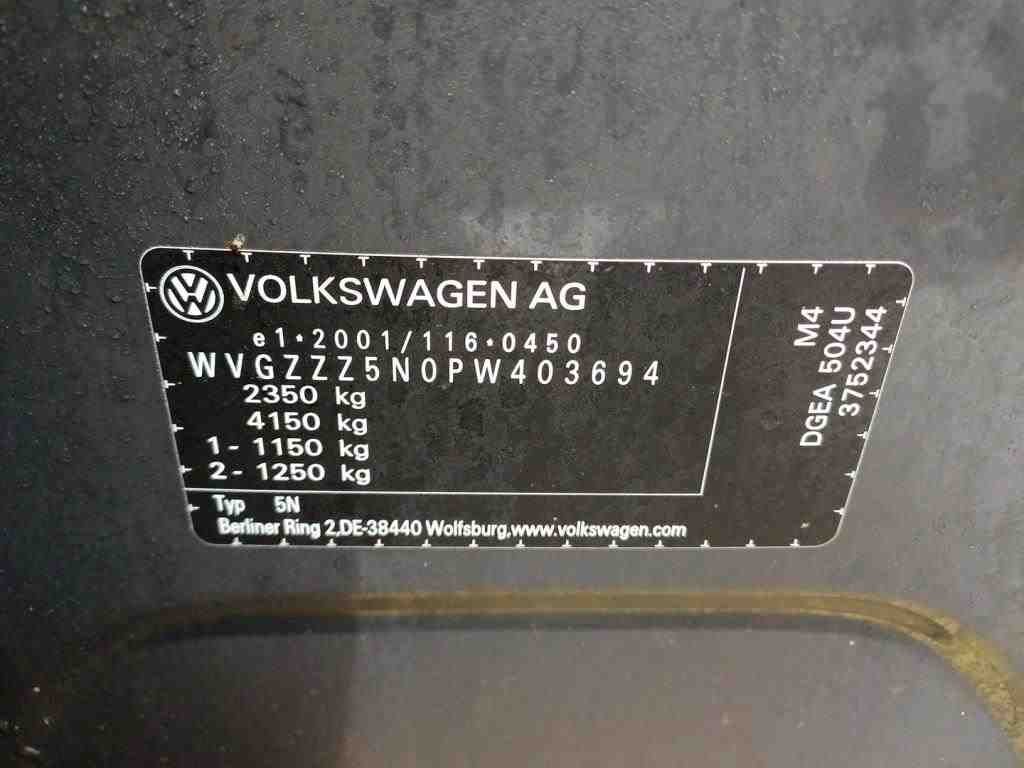 VOLKSWAGEN AG
e1*2001/116*0450
WVGZZZ5N0PW403694
2350 kg
4150 kg
1- 1150 kg
2- 1250 kg
Typ 5N
Berliner Ring 2,DE-38440 Wolfsburg,www.volkswagen.com
M4
DGEA 504U
3752344